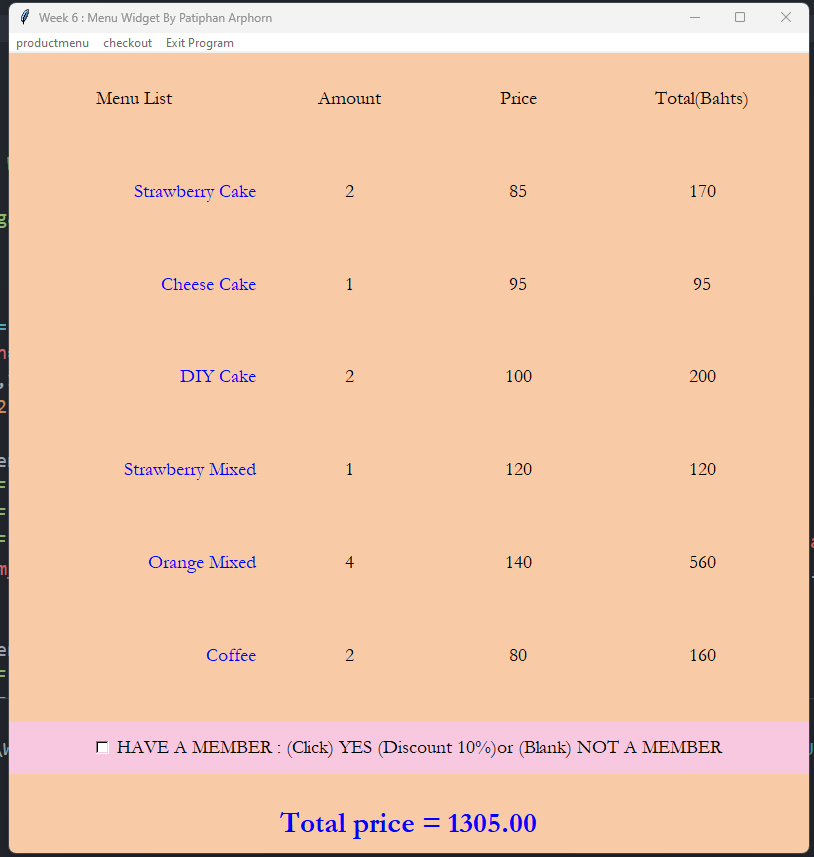 Week 6 : Menu Widget By Patiphan Arphorn
productmenu checkout Exit Program
Menu List Amount Price Total(Bahts)
Strawberry Cake 2 85 170
Cheese Cake 1 95 95
DIY Cake 2 100 200
Strawberry Mixed 1 120 120
Orange Mixed 4 140 560
Coffee 2 80 160
HAVE A MEMBER : (Click) YES (Discount 10%)or (Blank) NOT A MEMBER
Total price = 1305.00